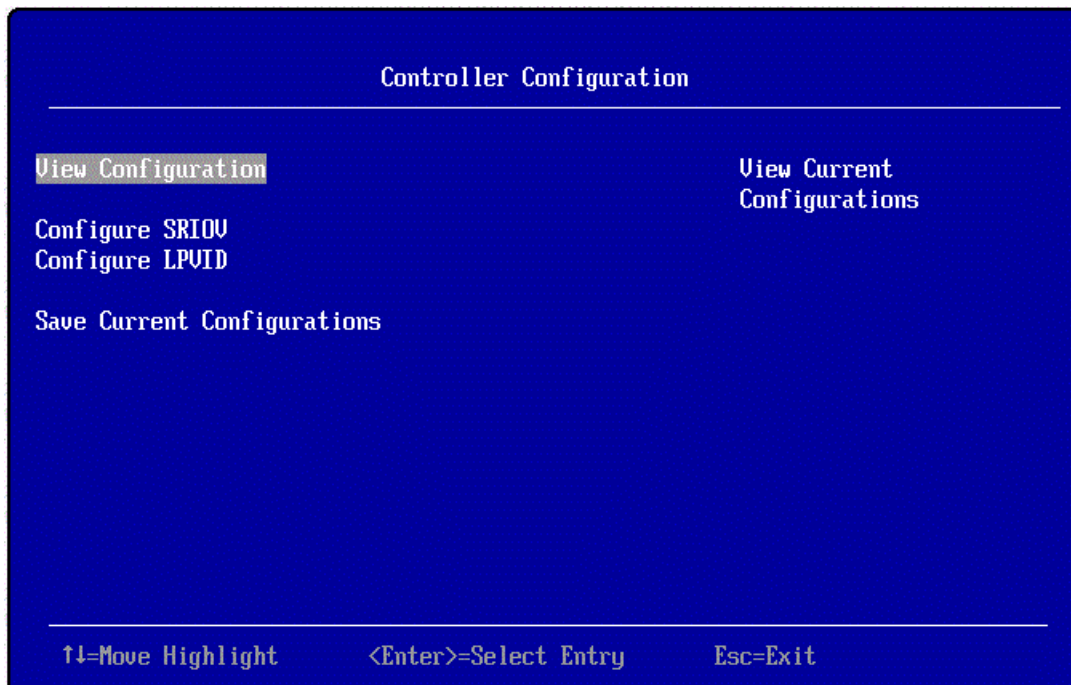 Controller Configuration
View Configuration
View Current
Configurations
Configure SRIOV
Configure LPVID
Save Current Configurations
↑↓=Move Highlight <Enter>=Select Entry Esc=Exit